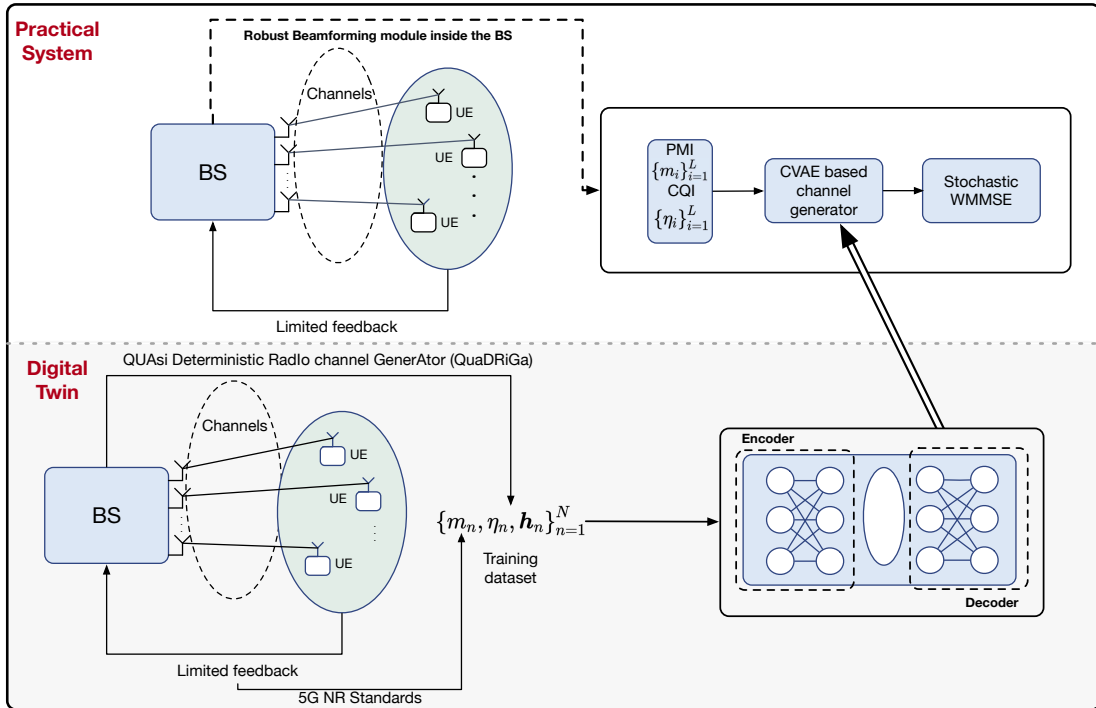 Practical
System
Robust Beamforming module inside the BS
Channels
BS
UE
UE
UE
Limited feedback
PMI
$\{m_i\}_{i=1}^{L}$
CQI
$\{\eta_i\}_{i=1}^{L}$
CVAE based
channel
generator
Stochastic
WMMSE
Digital
Twin
QUAsi Deterministic RadIo channel GenerAtor (QuaDRiGa)
Channels
BS
UE
UE
UE
Limited feedback
5G NR Standards
$\{m_n, \eta_n, \boldsymbol{h}_n\}_{n=1}^{N}$
Training
dataset
Encoder
Decoder